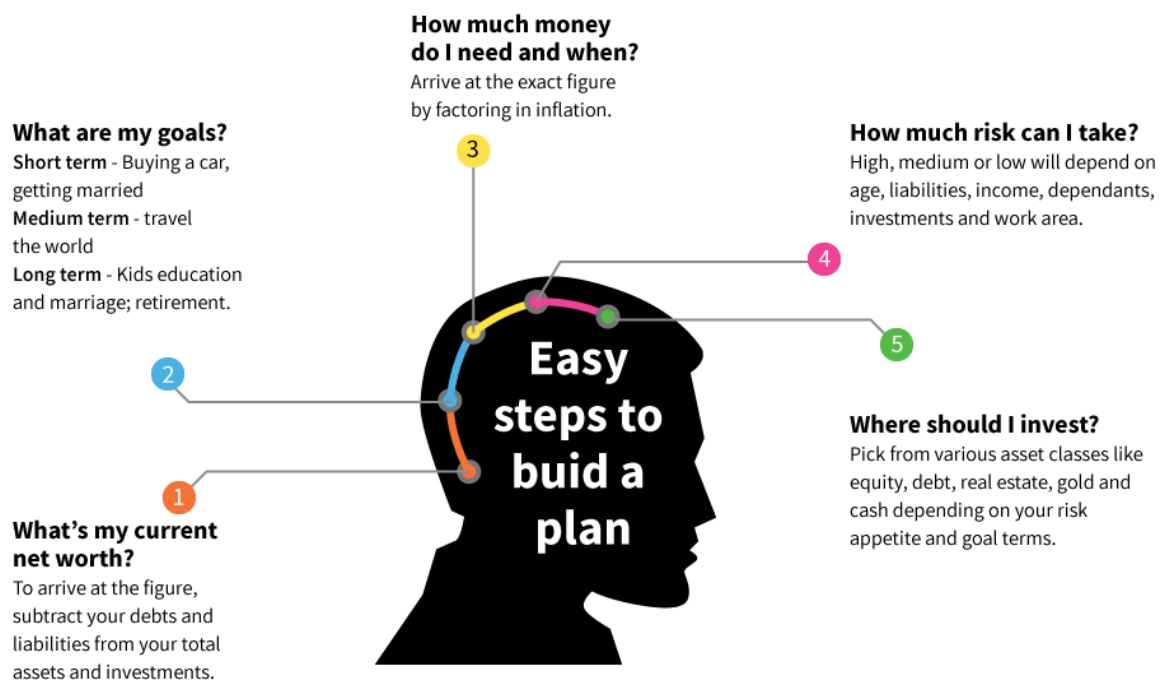 How much money
do I need and when?
Arrive at the exact figure
by factoring in inflation.
3
What are my goals?
Short term - Buying a car,
getting married
Medium term - travel
the world
Long term - Kids education
and marriage; retirement.
2
How much risk can I take?
High, medium or low will depend on
age, liabilities, income, dependants,
investments and work area.
4
5
Easy
steps to
buid a
plan
1
What's my current
net worth?
To arrive at the figure,
subtract your debts and
liabilities from your total
assets and investments.
Where should I invest?
Pick from various asset classes like
equity, debt, real estate, gold and
cash depending on your risk
appetite and goal terms.